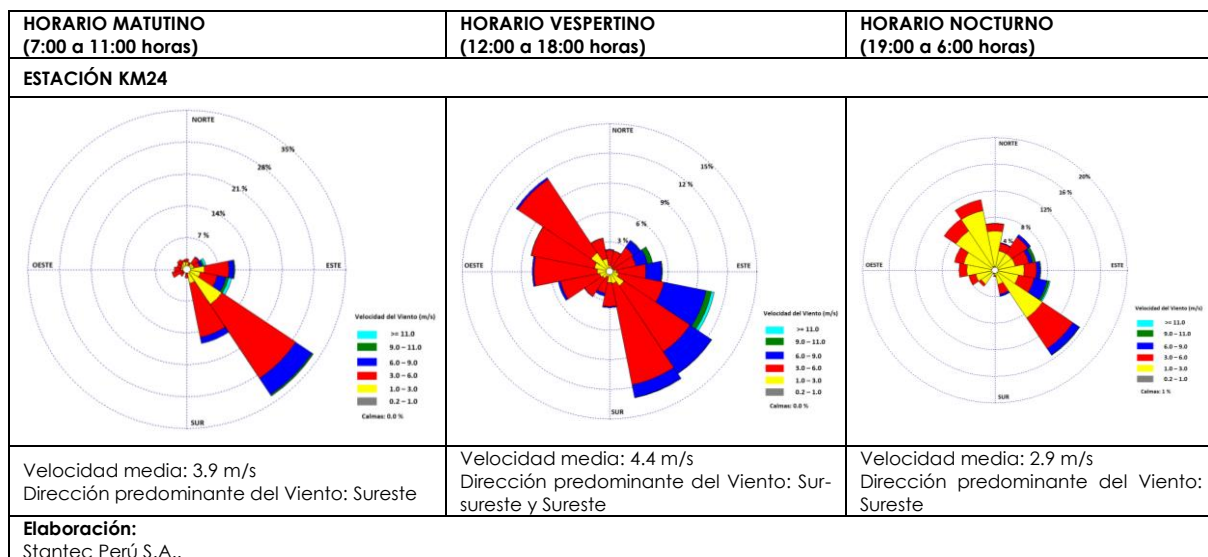 HORARIO MATUTINO
(7:00 a 11:00 horas)
HORARIO VESPERTINO
(12:00 a 18:00 horas)
HORARIO NOCTURNO
(19:00 a 6:00 horas)
ESTACIÓN KM24
NORTE
35%
28%
21 %
14%
7 %
OESTE
ESTE
SUR
Velocidad del Viento (m/s)
>= 11.0
9.0 – 11.0
6.0 – 9.0
3.0 – 6.0
1.0 – 3.0
0.2 – 1.0
Calmas: 0.0 %
NORTE
15%
12 %
9%
6 %
3 %
OESTE
ESTE
SUR
Velocidad del Viento (m/s)
>= 11.0
9.0 – 11.0
6.0 – 9.0
3.0 – 6.0
1.0 – 3.0
0.2 – 1.0
Calmas: 0.0 %
NORTE
20%
16 %
12%
8 %
4 %
OESTE
ESTE
SUR
Velocidad del Viento (m/s)
>= 11.0
9.0 – 11.0
6.0 – 9.0
3.0 – 6.0
1.0 – 3.0
0.2 – 1.0
Calmas: 1 %
Velocidad media: 3.9 m/s
Dirección predominante del Viento: Sureste
Velocidad media: 4.4 m/s
Dirección predominante del Viento: Sur-
sureste y Sureste
Velocidad media: 2.9 m/s
Dirección predominante del Viento:
Sureste
Elaboración:
Stantec Perú S.A..